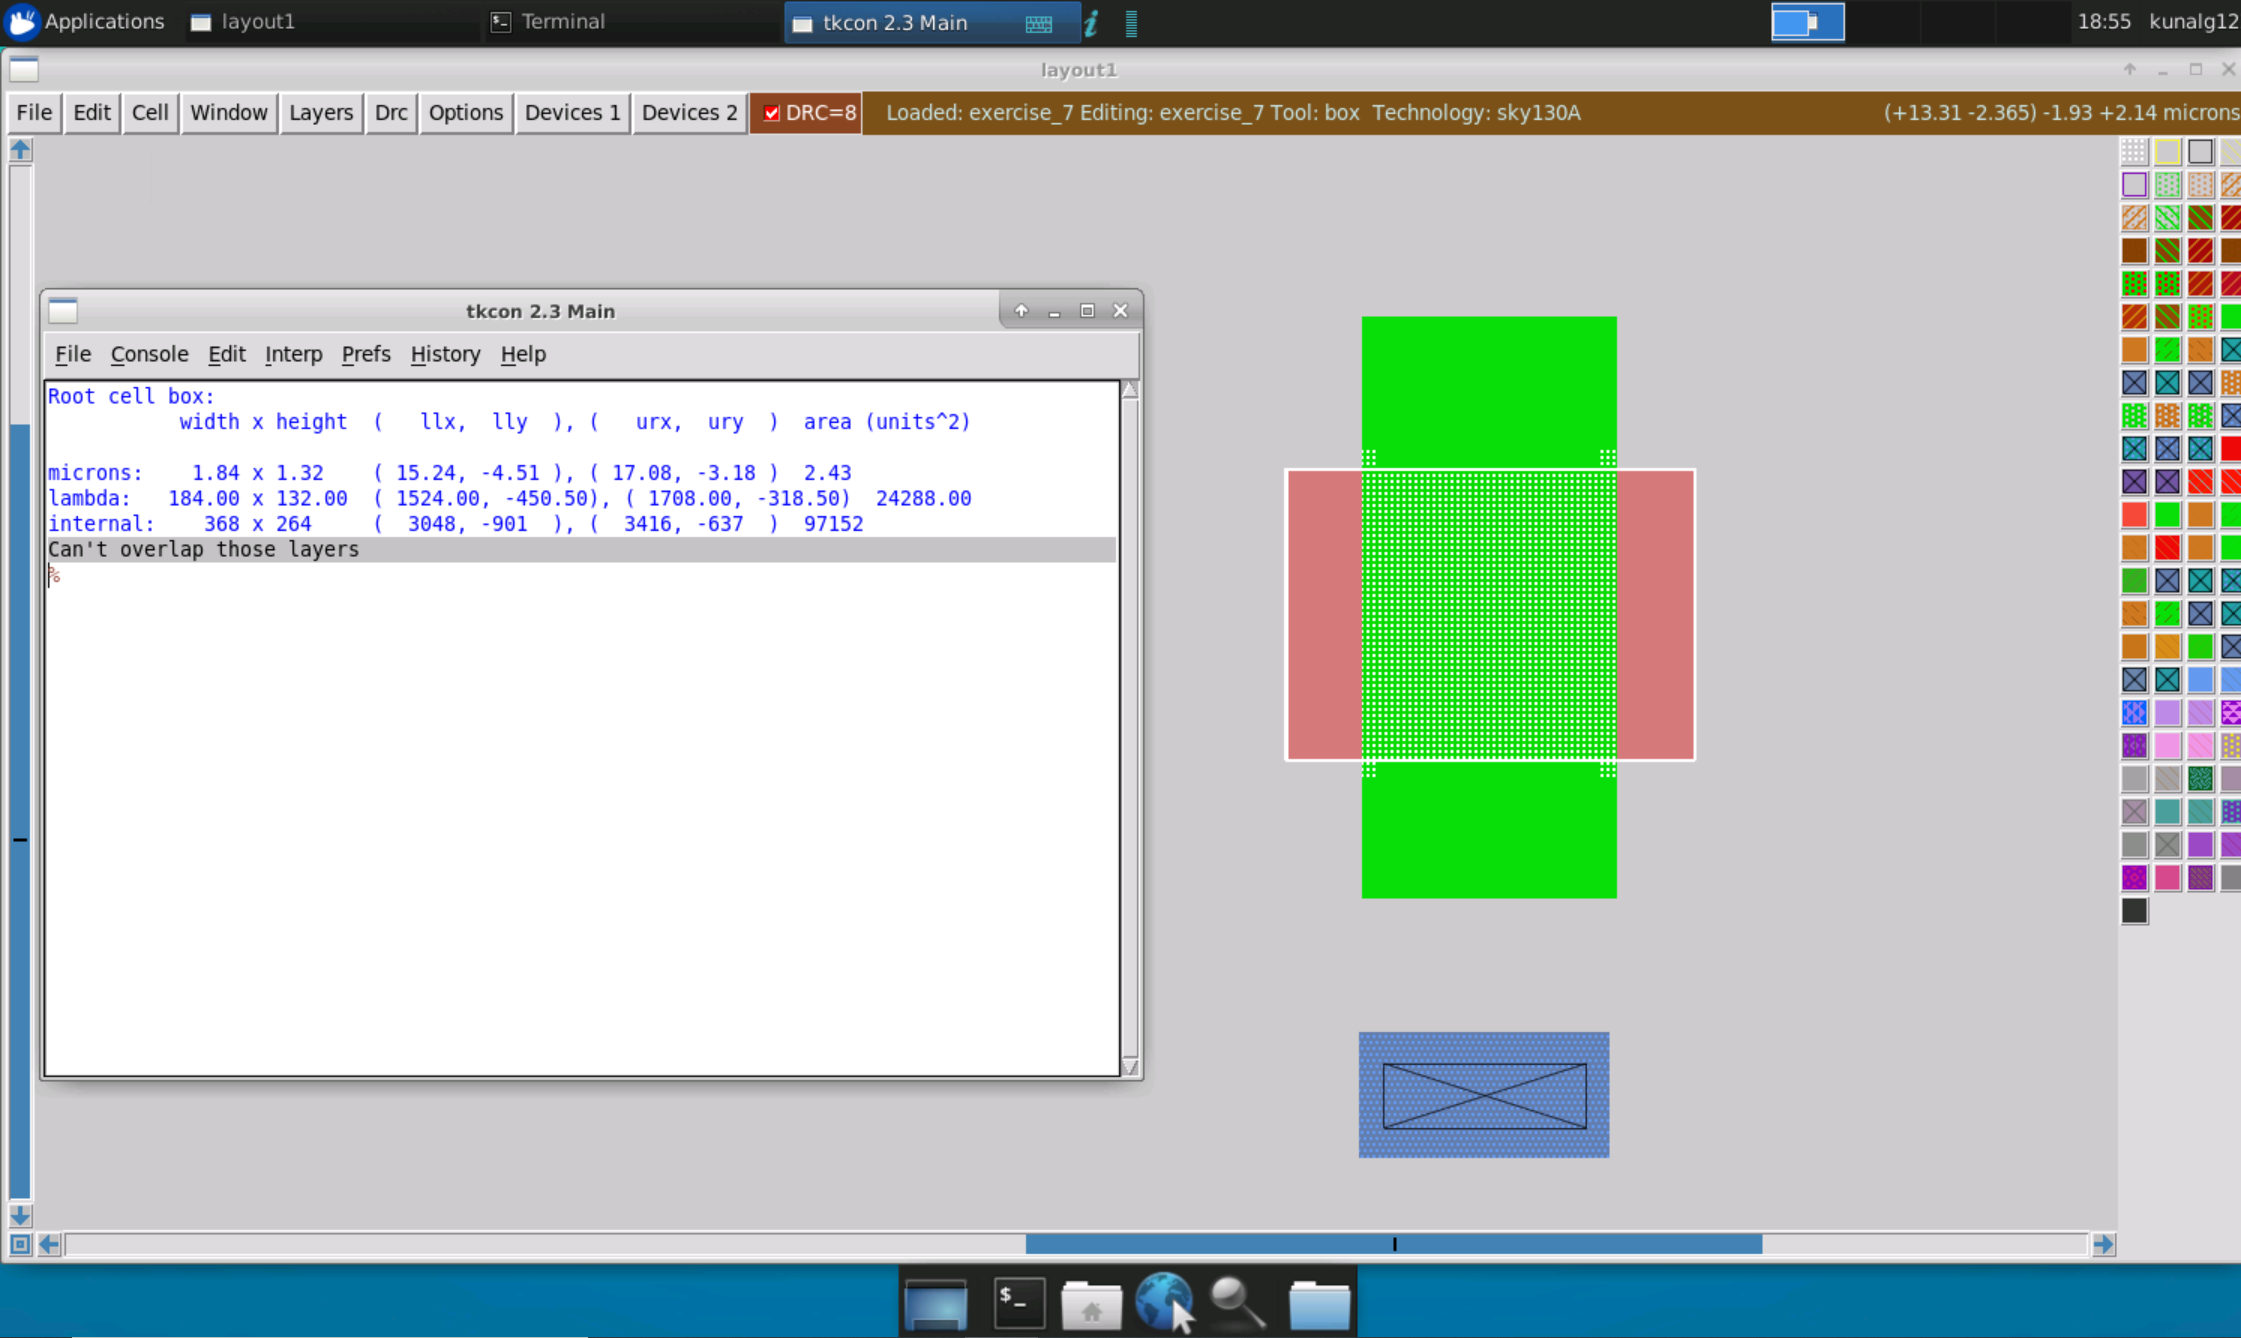 Applications layout1 Terminal tkcon 2.3 Main 18:55 kunalg12
layout1
File Edit Cell Window Layers Drc Options Devices 1 Devices 2 DRC=8 Loaded: exercise_7 Editing: exercise_7 Tool: box Technology: sky130A (+13.31 -2.365) -1.93 +2.14 microns
tkcon 2.3 Main
File Console Edit Interp Prefs History Help
Root cell box:
width x height ( llx, lly ), ( urx, ury ) area (units^2)
microns: 1.84 x 1.32 ( 15.24, -4.51 ), ( 17.08, -3.18 ) 2.43
lambda: 184.00 x 132.00 ( 1524.00, -450.50), ( 1708.00, -318.50) 24288.00
internal: 368 x 264 ( 3048, -901 ), ( 3416, -637 ) 97152
Can't overlap those layers
%
$_